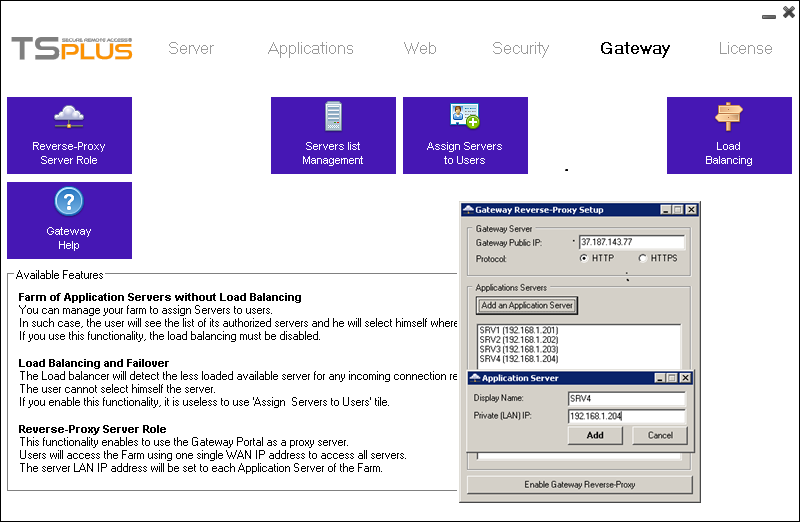 TSPLUS
SECURE REMOTE ACCESS
Server
Applications
Web
Security
Gateway
License
Reverse-Proxy
Server Role
Servers list
Management
Assign Servers
to Users
Load
Balancing
Gateway
Help
Available Features
Farm of Application Servers without Load Balancing
You can manage your farm to assign Servers to users.
In such case, the user will see the list of its authorized servers and he will select himself where
If you use this functionality, the load balancing must be disabled.
Load Balancing and Failover
The Load balancer will detect the less loaded available server for any incoming connection re
The user cannot select himself the server.
If you enable this functionality, it is useless to use 'Assign Servers to Users' tile.
Reverse-Proxy Server Role
This functionality enables to use the Gateway Portal as a proxy server.
Users will access the Farm using one single WAN IP address to access all servers.
The server LAN IP address will be set to each Application Server of the Farm.
Gateway Reverse-Proxy Setup
Gateway Server
Gateway Public IP: 37.187.143.77
Protocol: HTTP HTTPS
Applications Servers
Add an Application Server
SRV1 (192.168.1.201)
SRV2 (192.168.1.202)
SRV3 (192.168.1.203)
SRV4 (192.168.1.204)
Application Server
Display Name: SRV4
Private (LAN) IP: 192.168.1.204
Add Cancel
Enable Gateway Reverse-Proxy